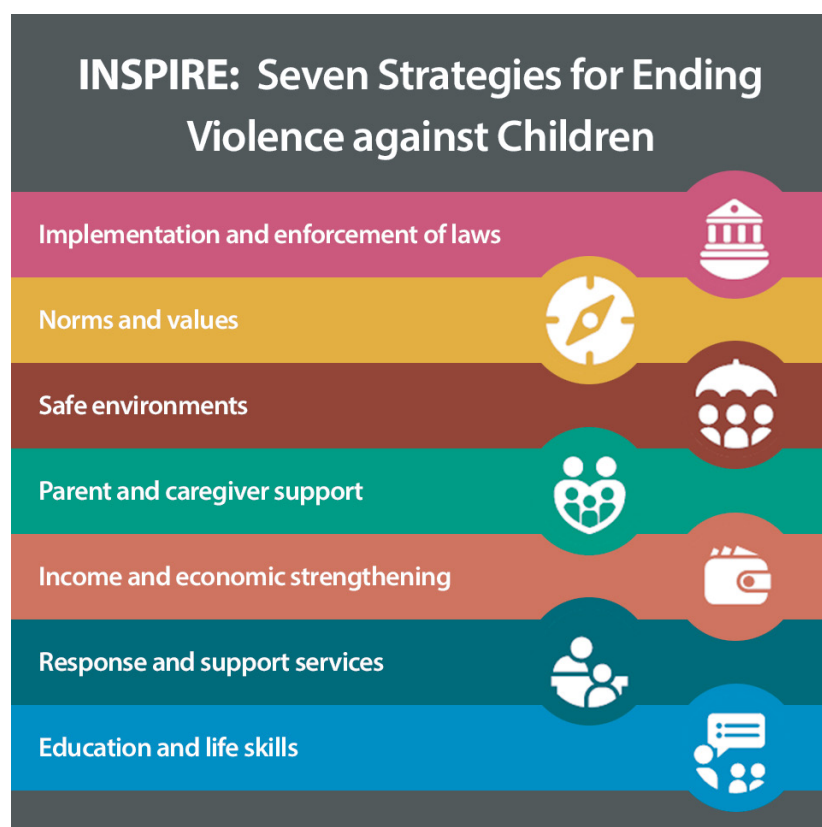 INSPIRE: Seven Strategies for Ending
Violence against Children
Implementation and enforcement of laws
Norms and values
Safe environments
Parent and caregiver support
Income and economic strengthening
Response and support services
Education and life skills